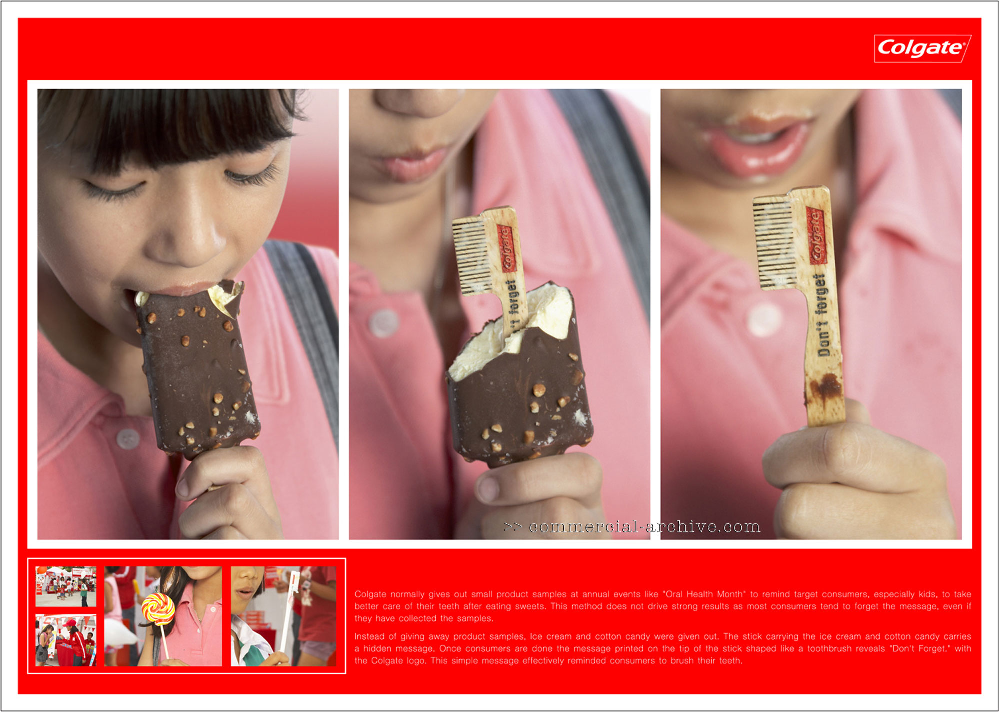 Colgate®
Colgate
't forget
Colgate
Don't forget
>> commercial-archive.com
Colgate normally gives out small product samples at annual events like "Oral Health Month" to remind target consumers, especially kids, to take
better care of their teeth after eating sweets. This method does not drive strong results as most consumers tend to forget the message, even if
they have collected the samples.
Instead of giving away product samples, Ice cream and cotton candy were given out. The stick carrying the ice cream and cotton candy carries
a hidden message. Once consumers are done the message printed on the tip of the stick shaped like a toothbrush reveals "Don't Forget." with
the Colgate logo. This simple message effectively reminded consumers to brush their teeth.